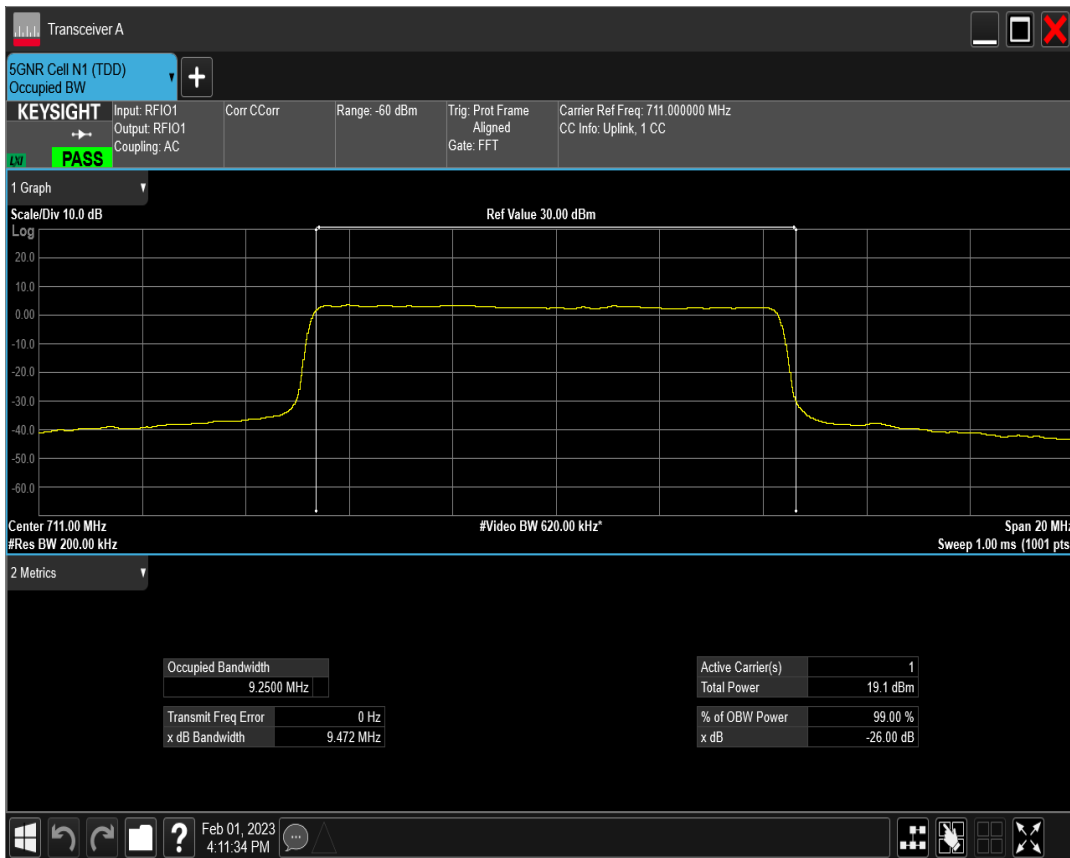 Transceiver A
5GNR Cell N1 (TDD)
Occupied BW
KEYSIGHT
LXI
PASS
Input: RFIO1
Output: RFIO1
Coupling: AC
Corr CCorr
Range: -60 dBm
Trig: Prot Frame
Aligned
Gate: FFT
Carrier Ref Freq: 711.000000 MHz
CC Info: Uplink, 1 CC
1 Graph
Scale/Div 10.0 dB
Ref Value 30.00 dBm
Log
20.0
10.0
0.00
-10.0
-20.0
-30.0
-40.0
-50.0
-60.0
Center 711.00 MHz
#Video BW 620.00 kHz*
Span 20 MHz
#Res BW 200.00 kHz
Sweep 1.00 ms (1001 pts
2 Metrics
Occupied Bandwidth
9.2500 MHz
Transmit Freq Error 0 Hz
x dB Bandwidth 9.472 MHz
Active Carrier(s) 1
Total Power 19.1 dBm
% of OBW Power 99.00 %
x dB -26.00 dB
Feb 01, 2023
4:11:34 PM